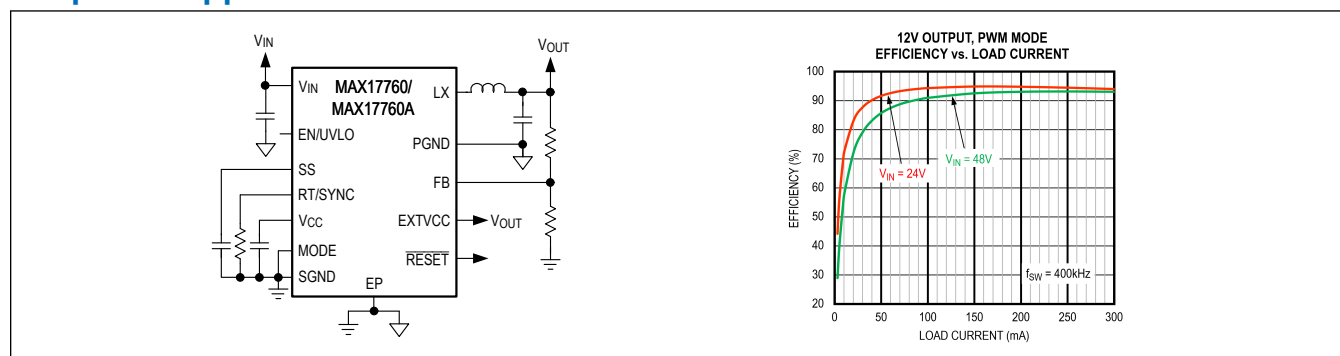 VIN
VOUT
MAX17760/
MAX17760A
VIN
LX
EN/UVLO
PGND
SS
FB
RT/SYNC
VCC
EXTVCC
VOUT
MODE
RESET
SGND
EP
12V OUTPUT, PWM MODE
EFFICIENCY vs. LOAD CURRENT
EFFICIENCY (%)
100
90
80
70
60
50
40
30
20
VIN = 48V
VIN = 24V
fSW = 400kHz
0 50 100 150 200 250 300
LOAD CURRENT (mA)